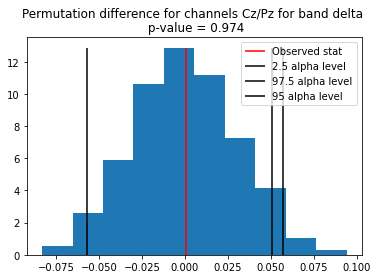 Permutation difference for channels Cz/Pz for band delta
p-value = 0.974
Observed stat
2.5 alpha level
97.5 alpha level
95 alpha level
12
10
8
6
4
2
0
-0.075 -0.050 -0.025 0.000 0.025 0.050 0.075 0.100